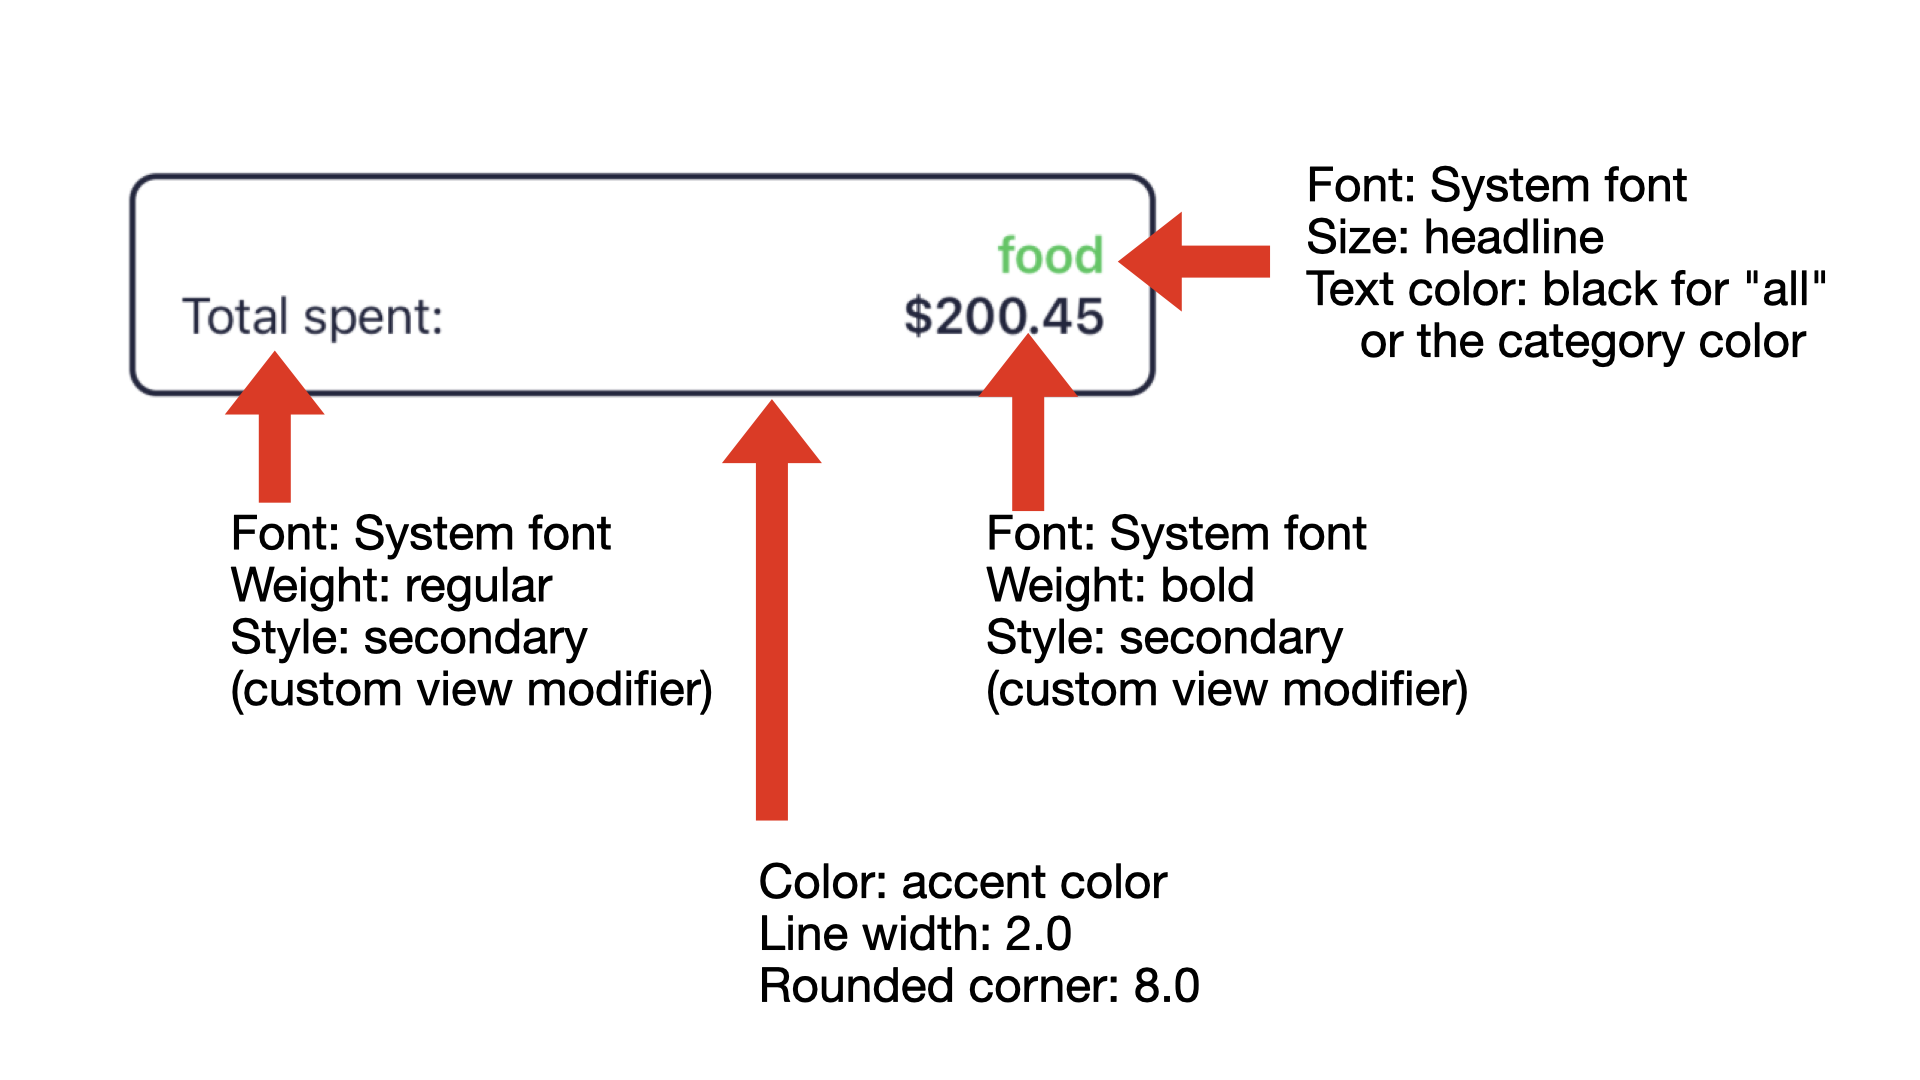 food
Total spent:
$200.45
Font: System font
Size: headline
Text color: black for "all"
or the category color
Font: System font
Weight: regular
Style: secondary
(custom view modifier)
Font: System font
Weight: bold
Style: secondary
(custom view modifier)
Color: accent color
Line width: 2.0
Rounded corner: 8.0